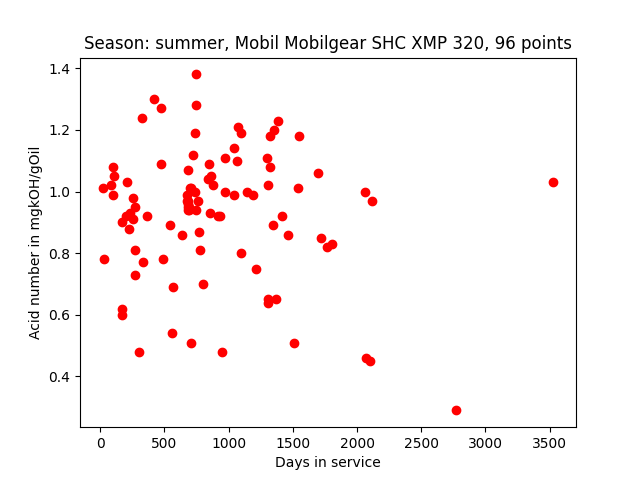 Season: summer, Mobil Mobilgear SHC XMP 320, 96 points
1.4
1.2
1.0
0.8
0.6
0.4
Acid number in mgKOH/gOil
0 500 1000 1500 2000 2500 3000 3500
Days in service